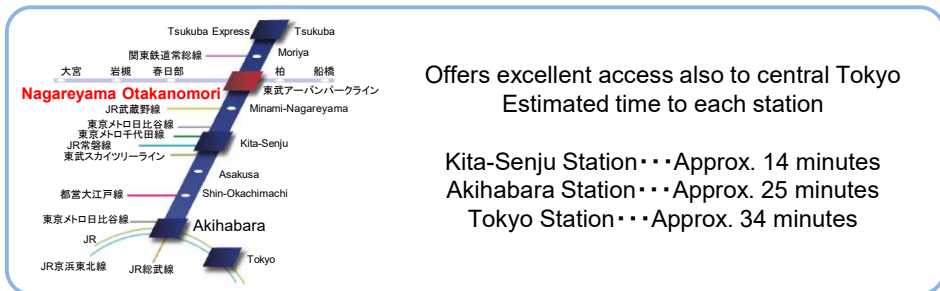 Tsukuba Express
Tsukuba
関東鉄道常総線
Moriya
大宮 岩槻 春日部
柏 船橋
Nagareyama Otakanomori
東武アーバンパークライン
JR武蔵野線
Minami-Nagareyama
東京メトロ日比谷線
東京メトロ千代田線
JR常磐線
東武スカイツリーライン
Kita-Senju
Asakusa
都営大江戸線
Shin-Okachimachi
東京メトロ日比谷線
Akihabara
JR
JR京浜東北線
JR総武線
Tokyo
Offers excellent access also to central Tokyo
Estimated time to each station
Kita-Senju Station･･･Approx. 14 minutes
Akihabara Station･･･Approx. 25 minutes
Tokyo Station･･･Approx. 34 minutes